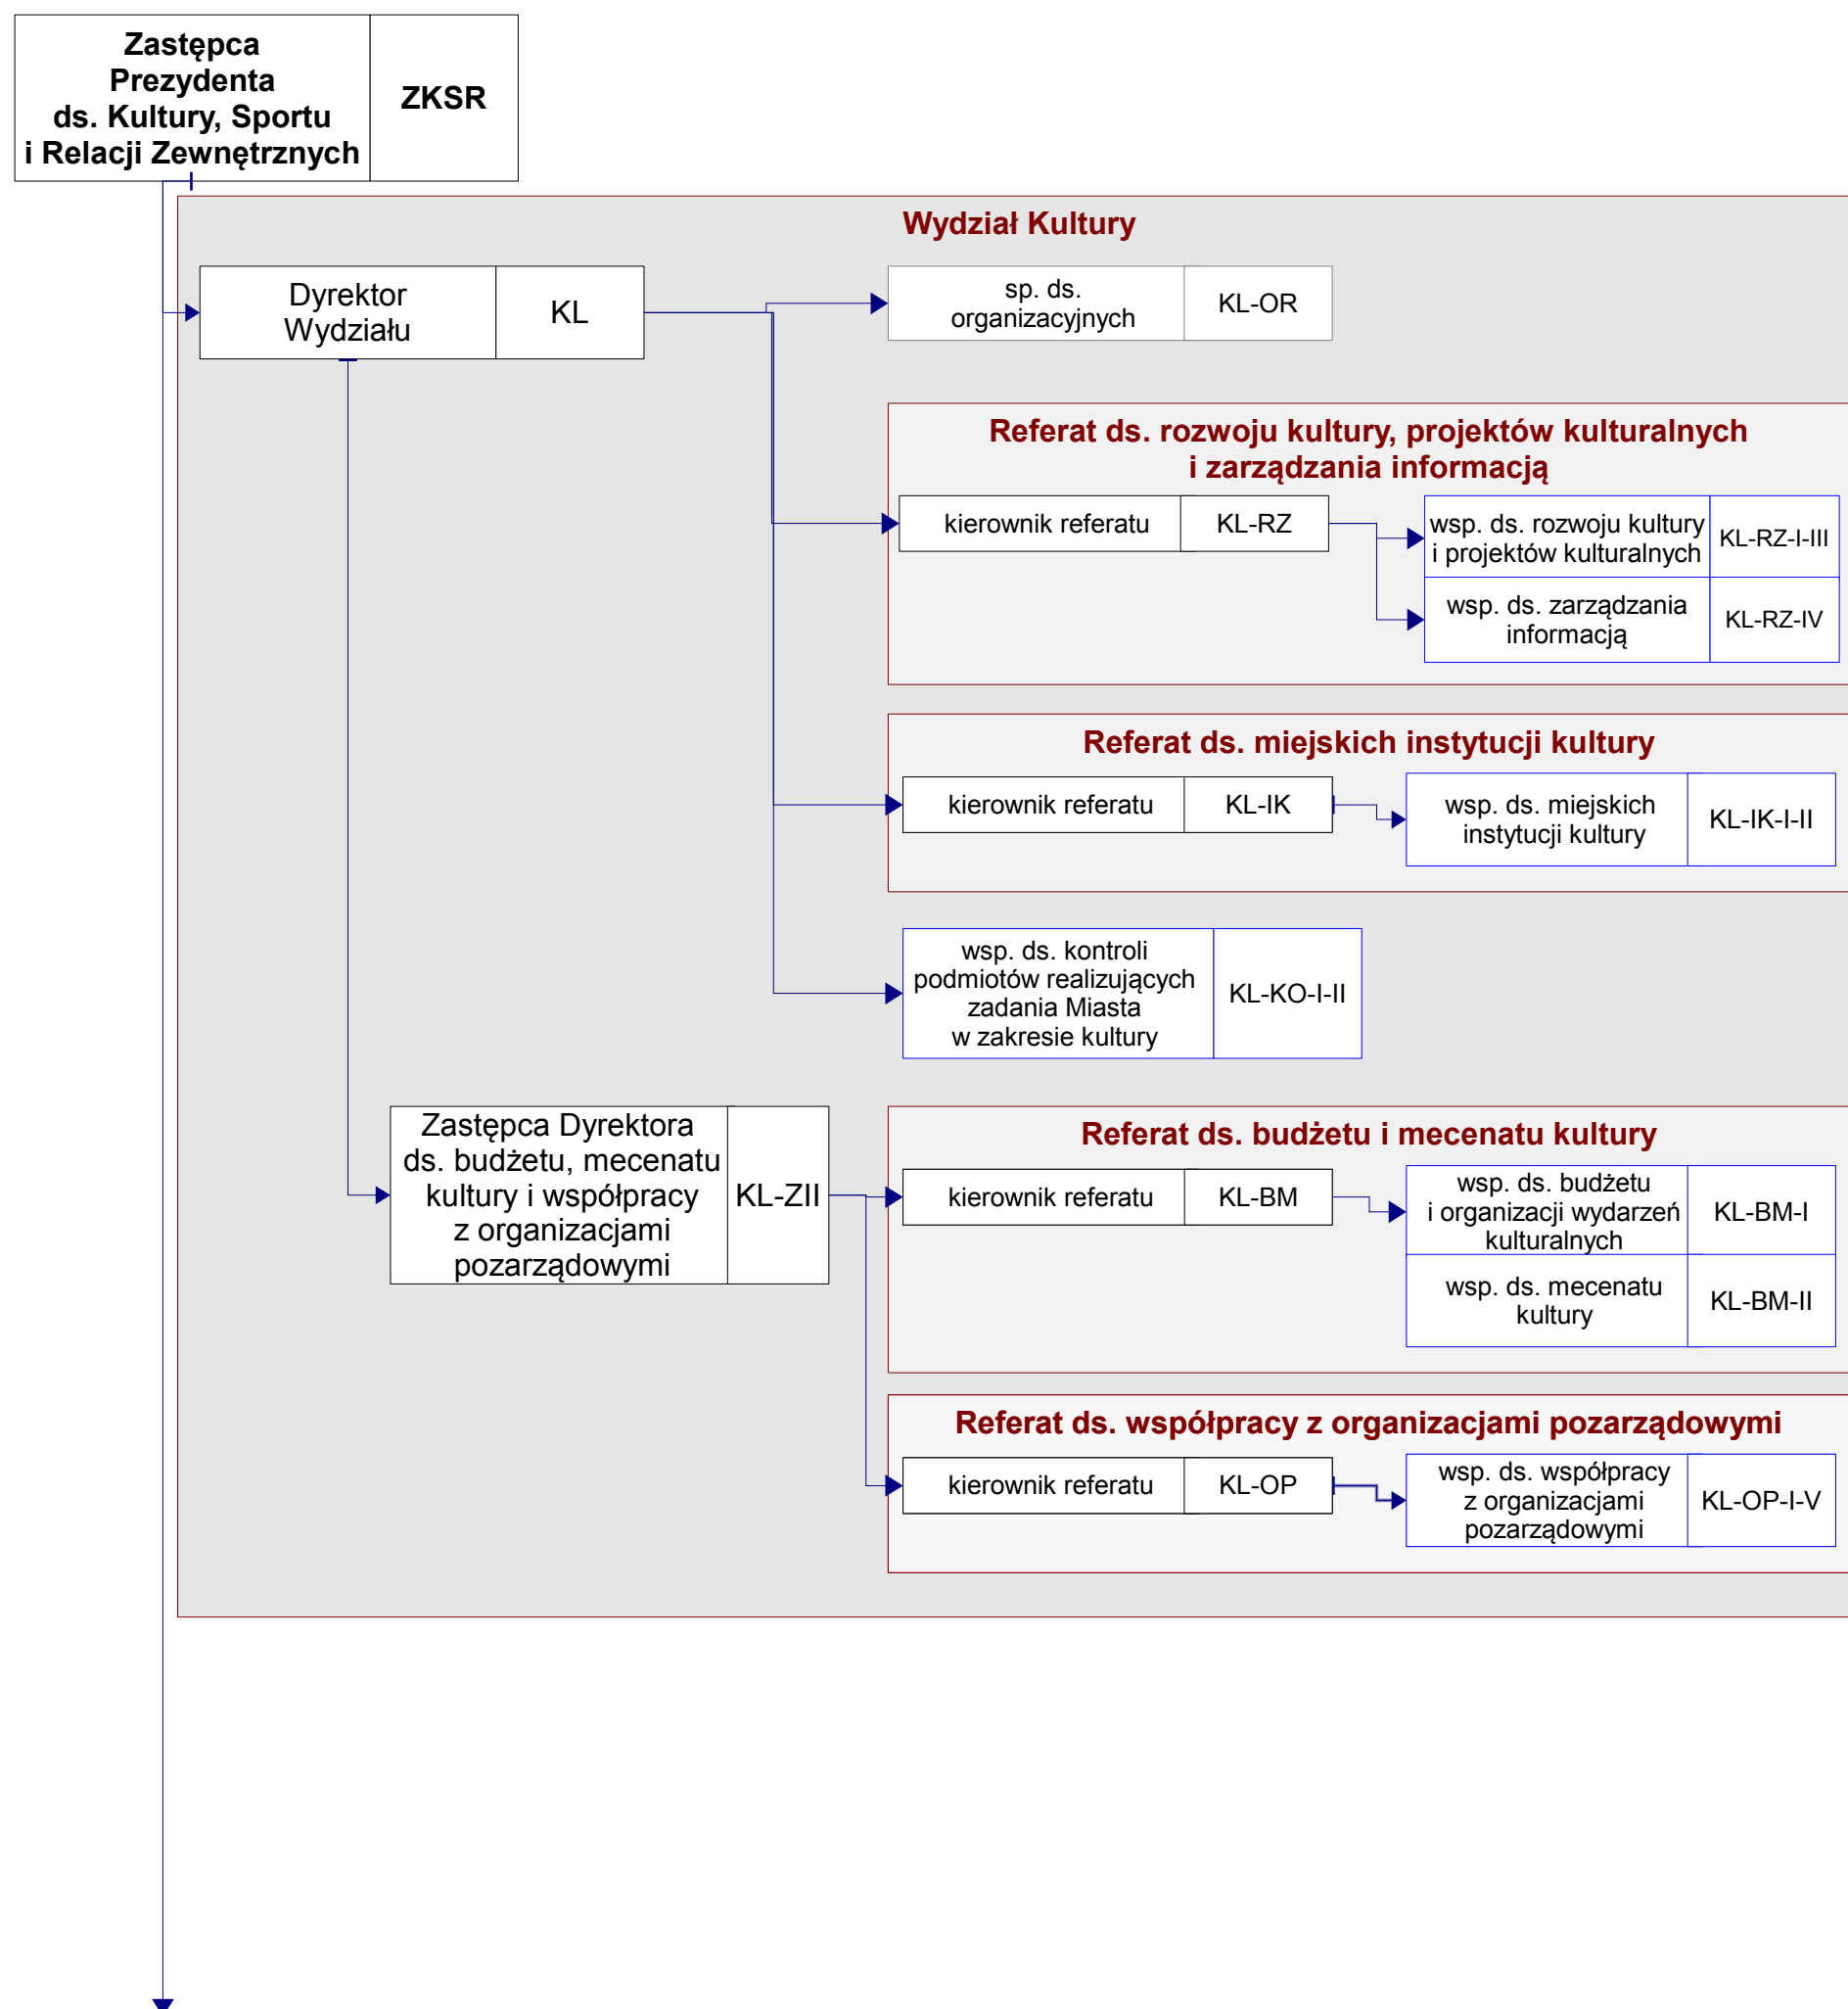 Zastępca
Prezydenta
ds. Kultury, Sportu
i Relacji Zewnętrznych
ZKSR
Wydział Kultury
Dyrektor
Wydziału
KL
sp. ds.
organizacyjnych
KL-OR
Referat ds. rozwoju kultury, projektów kulturalnych
i zarządzania informacją
kierownik referatu
KL-RZ
wsp. ds. rozwoju kultury
i projektów kulturalnych
KL-RZ-I-III
wsp. ds. zarządzania
informacją
KL-RZ-IV
Referat ds. miejskich instytucji kultury
kierownik referatu
KL-IK
wsp. ds. miejskich
instytucji kultury
KL-IK-I-II
wsp. ds. kontroli
podmiotów realizujących
zadania Miasta
w zakresie kultury
KL-KO-I-II
Zastępca Dyrektora
ds. budżetu, mecenatu
kultury i współpracy
z organizacjami
pozarządowymi
KL-ZII
Referat ds. budżetu i mecenatu kultury
kierownik referatu
KL-BM
wsp. ds. budżetu
i organizacji wydarzeń
kulturalnych
KL-BM-I
wsp. ds. mecenatu
kultury
KL-BM-II
Referat ds. współpracy z organizacjami pozarządowymi
kierownik referatu
KL-OP
wsp. ds. współpracy
z organizacjami
pozarządowymi
KL-OP-I-V